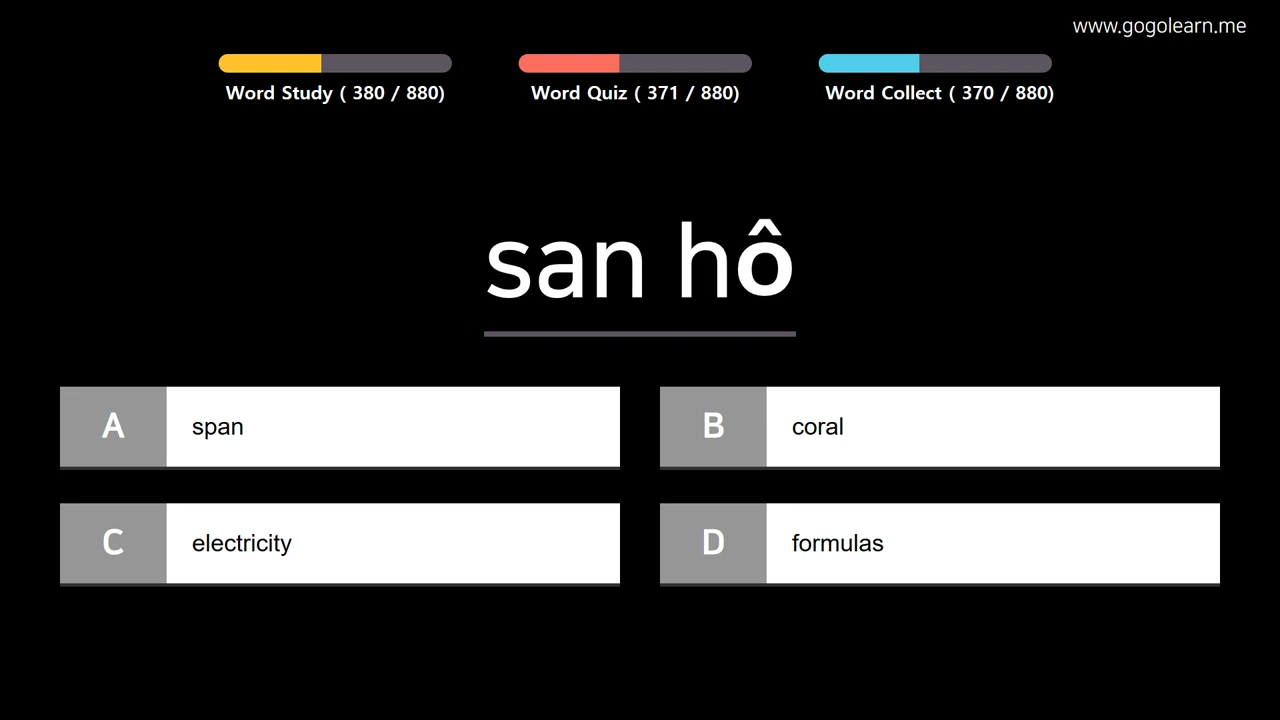 www.gogolearn.me
Word Study ( 380 / 880)
Word Quiz ( 371 / 880)
Word Collect ( 370 / 880)
san hô
A span
B coral
C electricity
D formulas